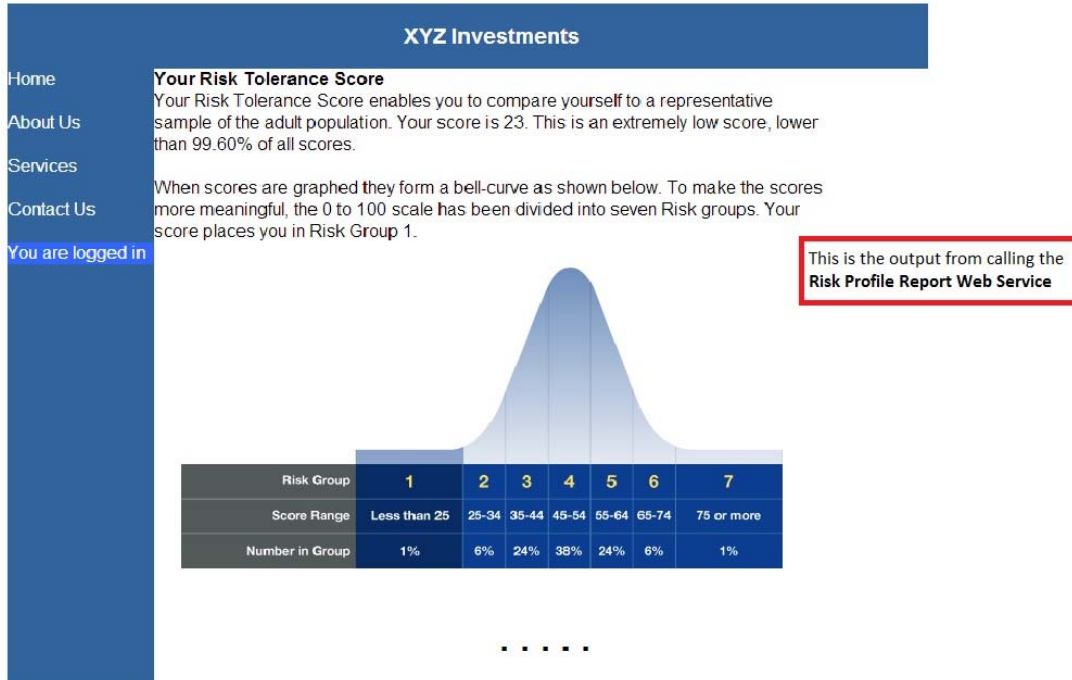 XYZ Investments
Home
About Us
Services
Contact Us
You are logged in
Your Risk Tolerance Score
Your Risk Tolerance Score enables you to compare yourself to a representative
sample of the adult population. Your score is 23. This is an extremely low score, lower
than 99.60% of all scores.
When scores are graphed they form a bell-curve as shown below. To make the scores
more meaningful, the 0 to 100 scale has been divided into seven Risk groups. Your
score places you in Risk Group 1.
This is the output from calling the
Risk Profile Report Web Service
Risk Group 1 2 3 4 5 6 7
Score Range Less than 25 25-34 35-44 45-54 55-64 65-74 75 or more
Number in Group 1% 6% 24% 38% 24% 6% 1%
. . . . .